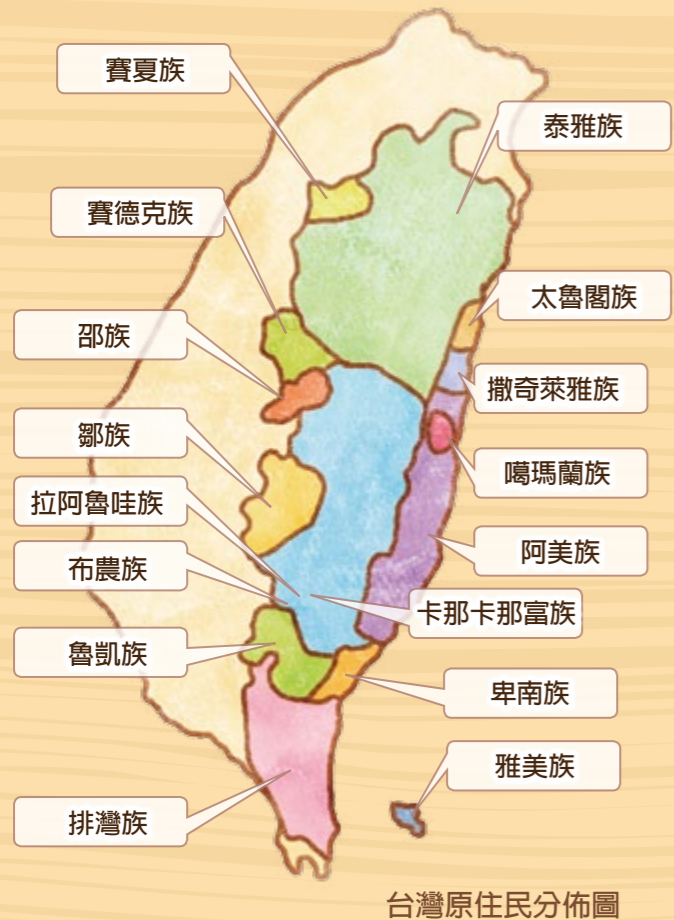 賽夏族
泰雅族
賽德克族
太魯閣族
邵族
撒奇萊雅族
鄒族
噶瑪蘭族
拉阿魯哇族
阿美族
布農族
卡那卡那富族
魯凱族
卑南族
雅美族
排灣族
台灣原住民分佈圖